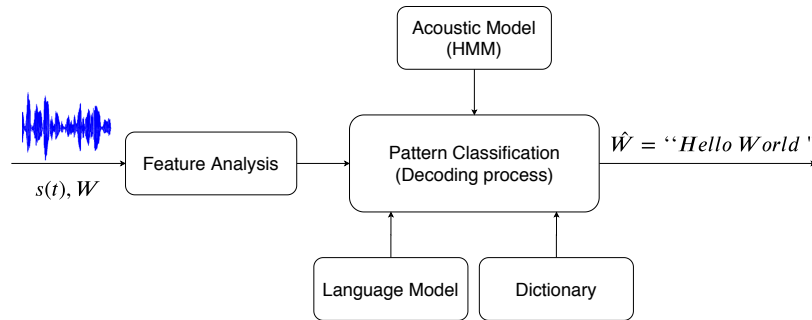 Acoustic Model
(HMM)
s(t), W
Feature Analysis
Pattern Classification
(Decoding process)
Ŵ = ‘‘Hello World "
Language Model
Dictionary